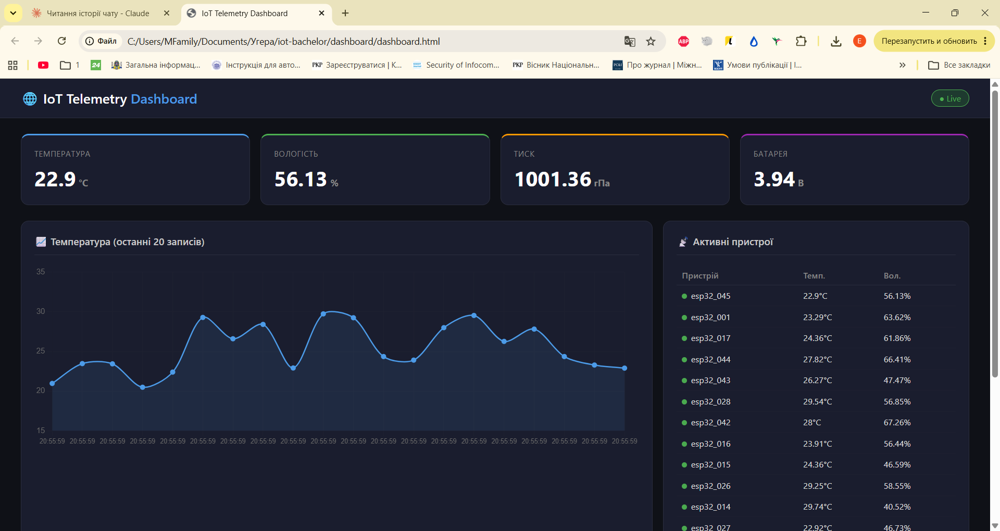 Читання історії чату - Claude
IoT Telemetry Dashboard
Файл
C:/Users/MFamily/Documents/Угера/iot-bachelor/dashboard/dashboard.html
ABP
E
Перезапустить и обновить
1
24
Загальна інформац...
Інструкція для авто...
PKP Зареєструватися | К...
Security of Infocom...
PKP Вісник Національн...
PC&I Про журнал | Міжн...
Умови публікації | І...
Все закладки
IoT Telemetry Dashboard
Live
ТЕМПЕРАТУРА
22.9 °C
ВОЛОГІСТЬ
56.13 %
ТИСК
1001.36 гПа
БАТАРЕЯ
3.94 В
Температура (останні 20 записів)
35
30
25
20
15
20:55:59 20:55:59 20:55:59 20:55:59 20:55:59 20:55:59 20:55:59 20:55:59 20:55:59 20:55:59 20:55:59 20:55:59 20:55:59 20:55:59 20:55:59 20:55:59 20:55:59 20:55:59 20:55:59 20:55:59
Активні пристрої
Пристрій Темп. Вол.
esp32_045 22.9°C 56.13%
esp32_001 23.29°C 63.62%
esp32_017 24.36°C 61.86%
esp32_044 27.82°C 66.41%
esp32_043 26.27°C 47.47%
esp32_028 29.54°C 56.85%
esp32_042 28°C 67.26%
esp32_016 23.91°C 56.44%
esp32_015 24.36°C 46.59%
esp32_026 29.25°C 58.55%
esp32_014 29.74°C 40.52%
esp32_027 22.92°C 46.73%